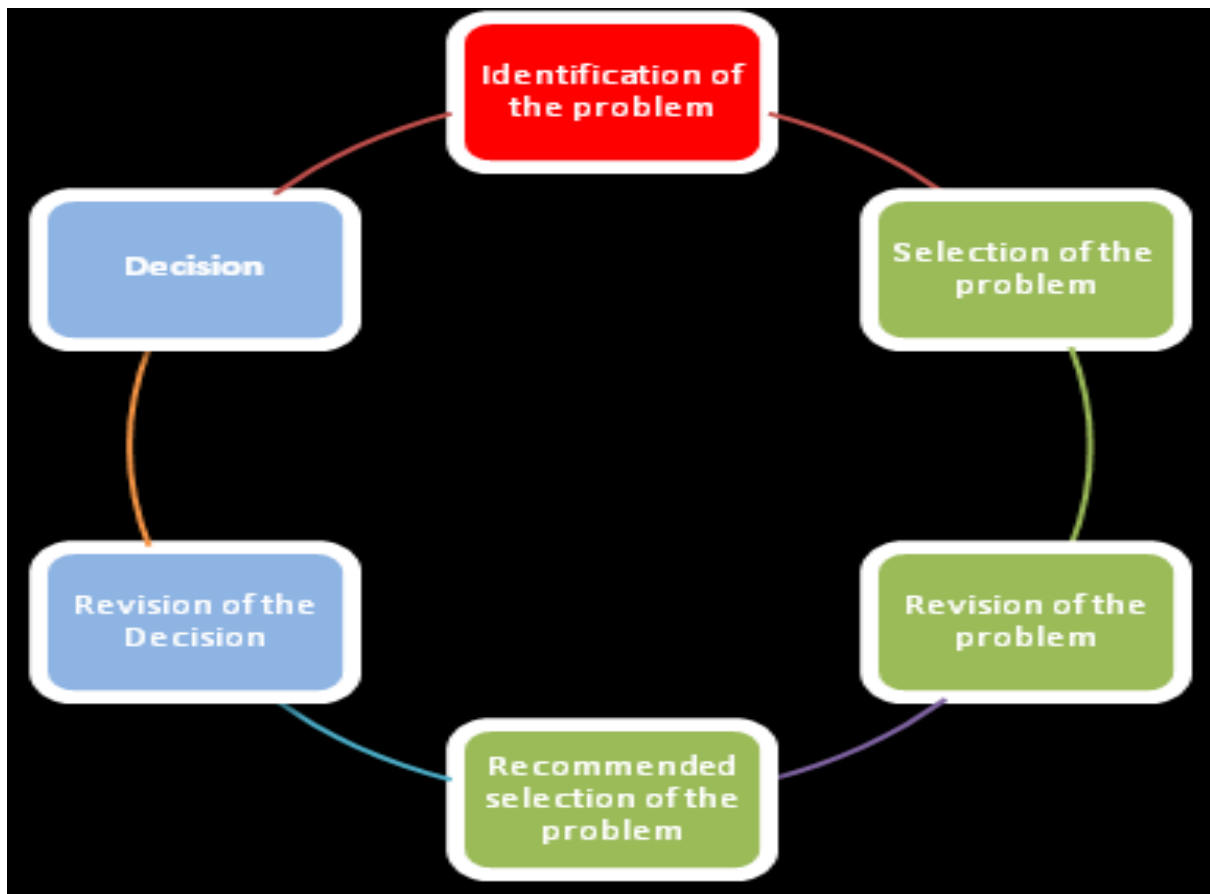 Identification of
the problem
Selection of the
problem
Revision of the
problem
Recommended
selection of the
problem
Revision of the
Decision
Decision